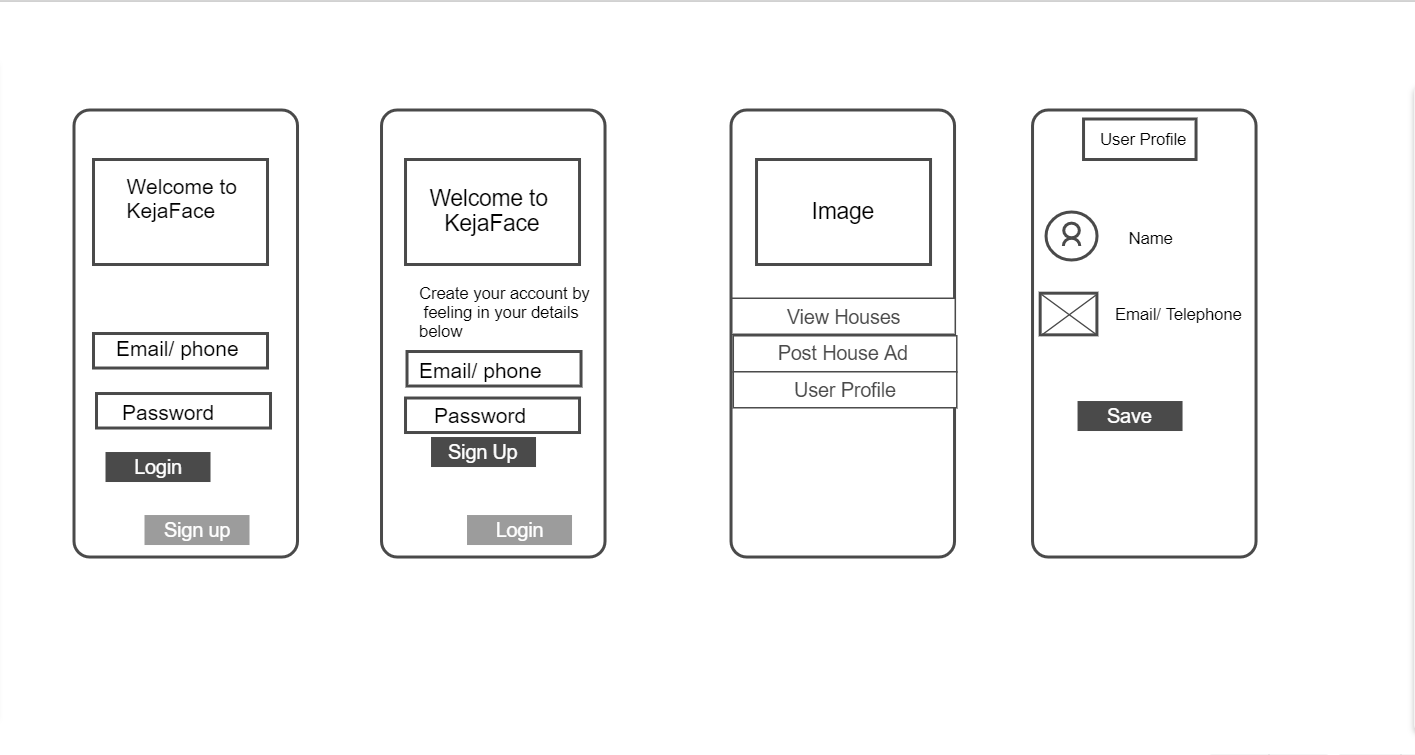 Welcome to
KejaFace
Email/ phone
Password
Login
Sign up
Welcome to
KejaFace
Create your account by
feeling in your details
below
Email/ phone
Password
Sign Up
Login
Image
View Houses
Post House Ad
User Profile
User Profile
Name
Email/ Telephone
Save